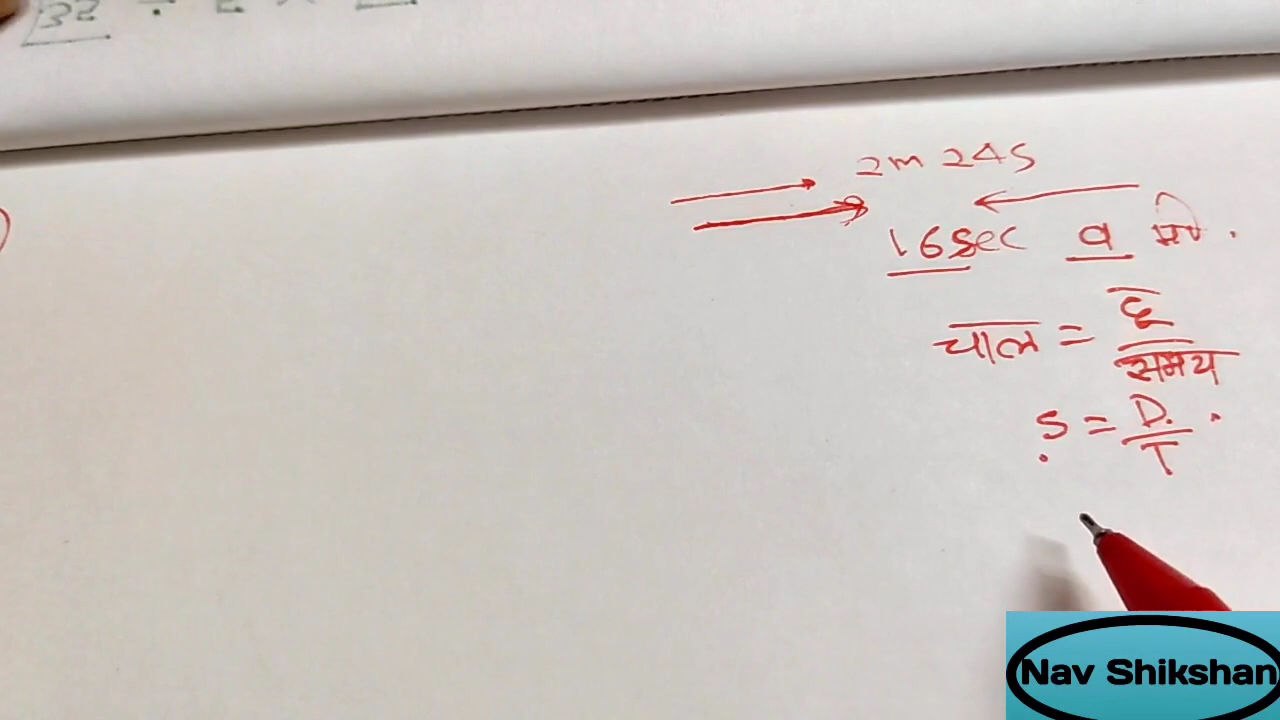 2m 24s
16sec व
चाल = दू / समय
S = D / T
Nav Shikshan